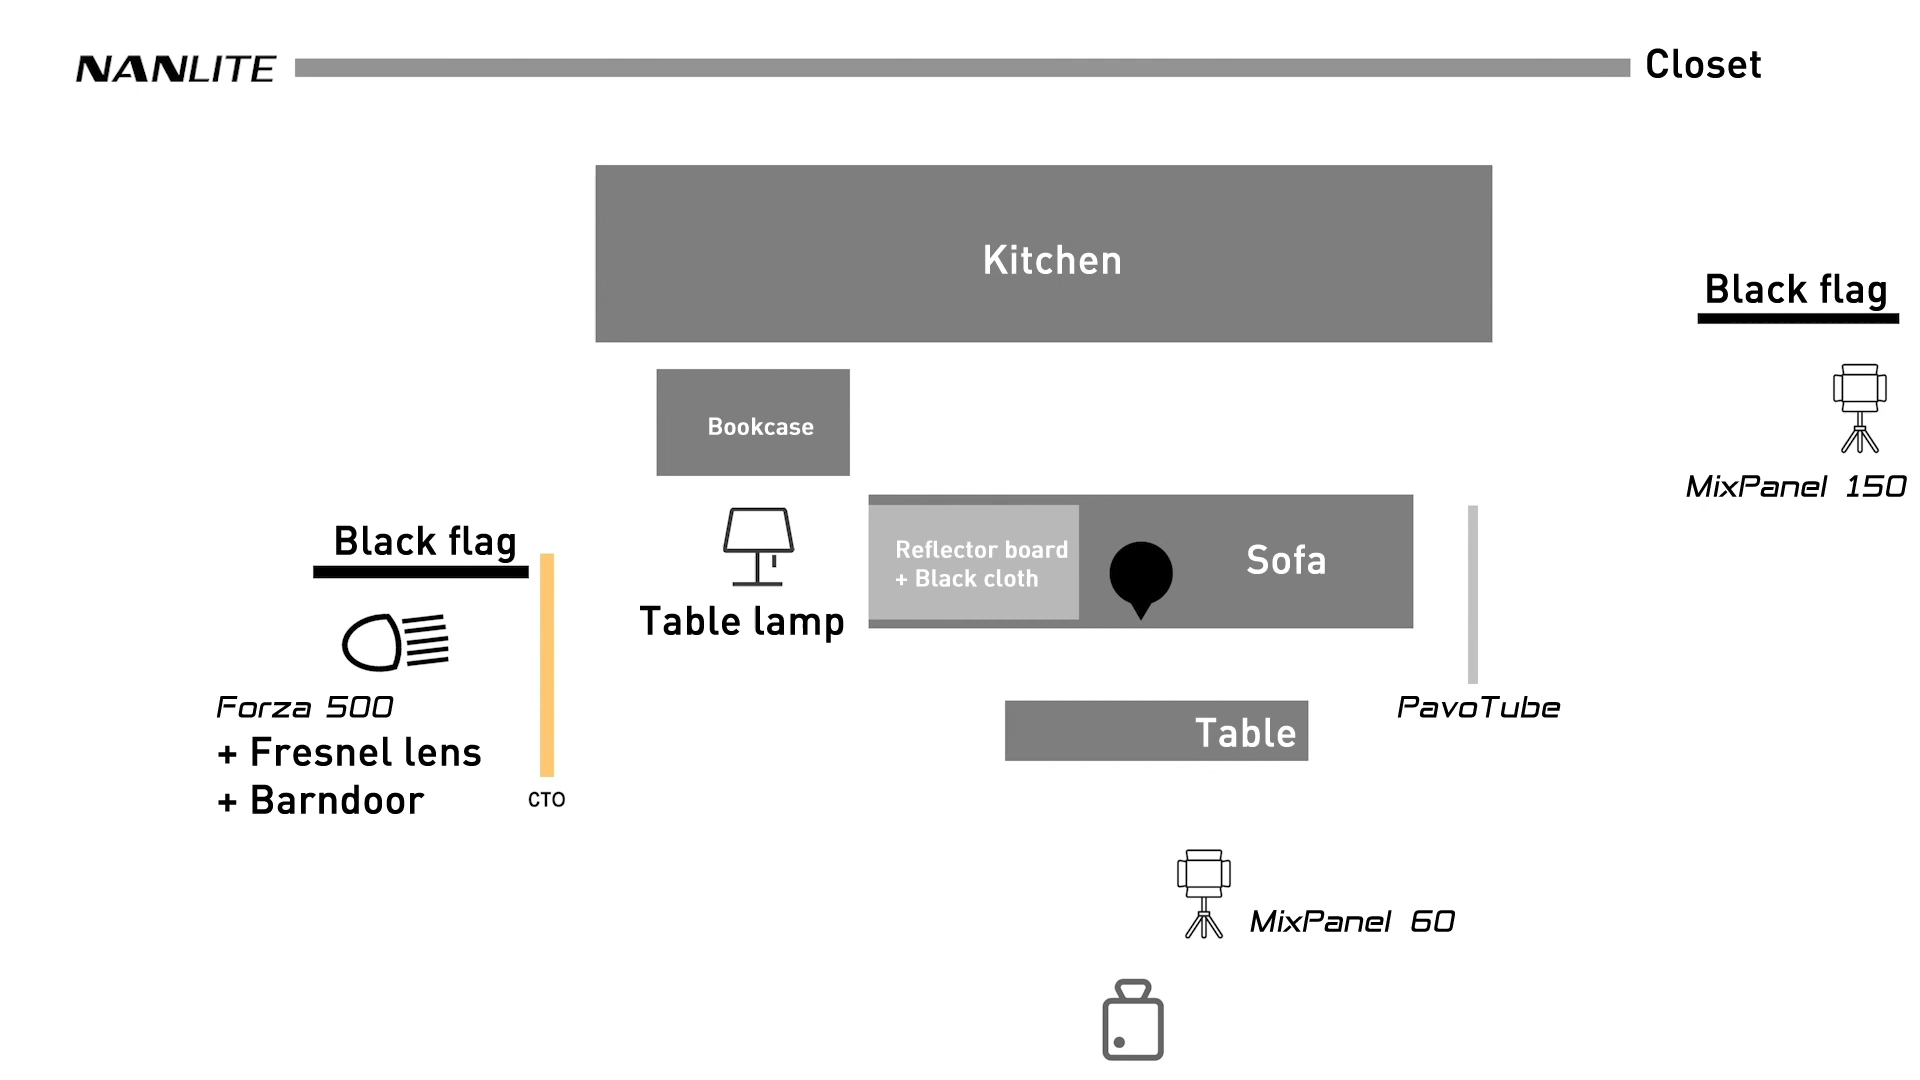 NANLITE
Closet
Kitchen
Black flag
Bookcase
MixPanel 150
Black flag
Reflector board
+ Black cloth
Sofa
Table lamp
Forza 500
+ Fresnel lens
+ Barndoor
CTO
PavoTube
Table
MixPanel 60